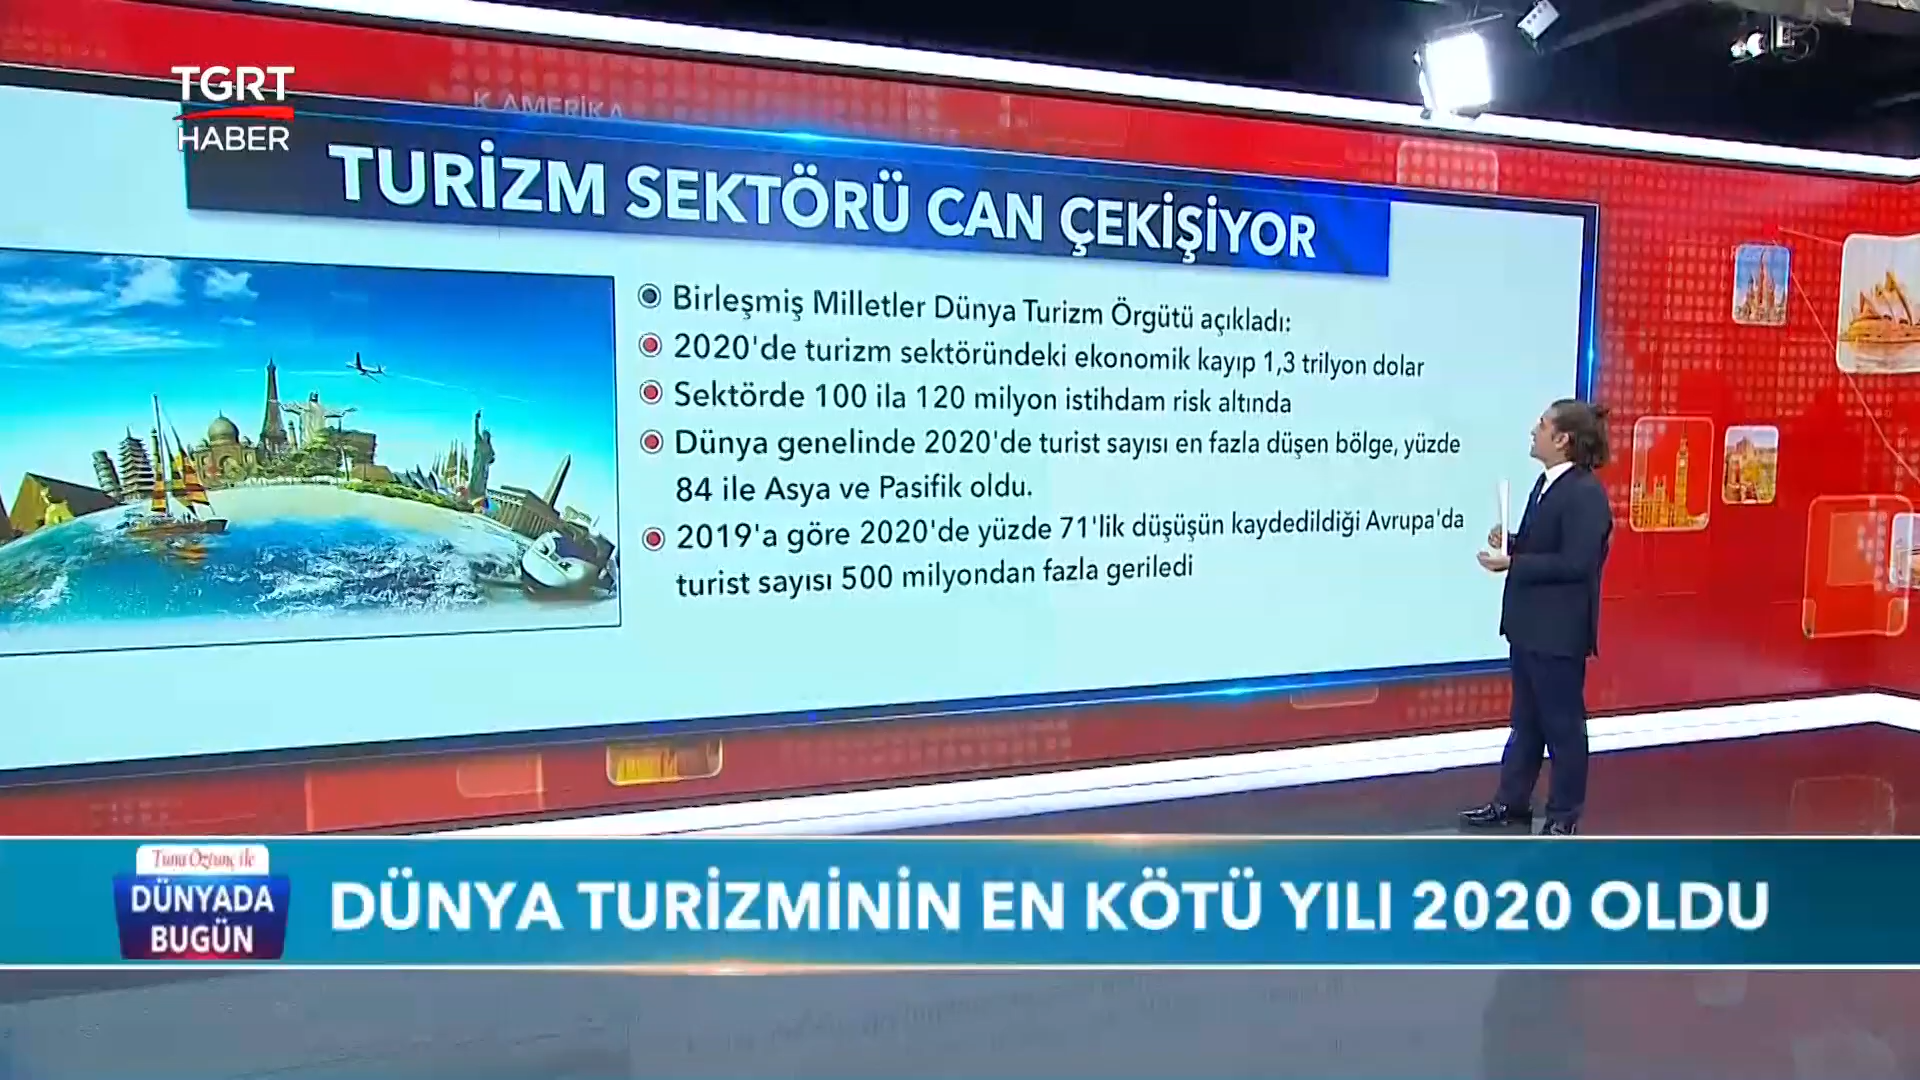 TGRT
HABER
K.AMERİKA
TURİZM SEKTÖRÜ CAN ÇEKİŞİYOR
Birleşmiş Milletler Dünya Turizm Örgütü açıkladı:
2020'de turizm sektöründeki ekonomik kayıp 1,3 trilyon dolar
Sektörde 100 ila 120 milyon istihdam risk altında
Dünya genelinde 2020'de turist sayısı en fazla düşen bölge, yüzde
84 ile Asya ve Pasifik oldu.
2019'a göre 2020'de yüzde 71'lik düşüşün kaydedildiği Avrupa'da
turist sayısı 500 milyondan fazla geriledi
Tuna Öztunç ile
DÜNYADA
BUGÜN
DÜNYA TURİZMİNİN EN KÖTÜ YILI 2020 OLDU